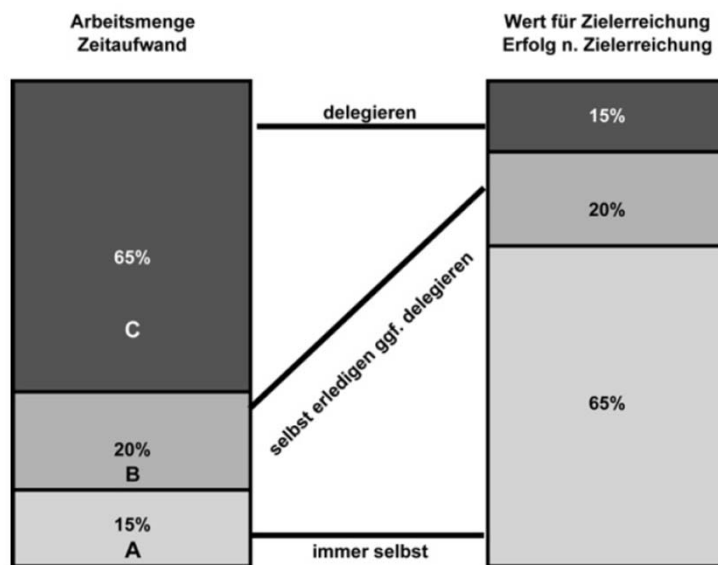 Arbeitsmenge
Zeitaufwand
Wert für Zielerreichung
Erfolg n. Zielerreichung
delegieren
15%
20%
65%
C
selbst erledigen ggf. delegieren
65%
20%
B
15%
A
immer selbst